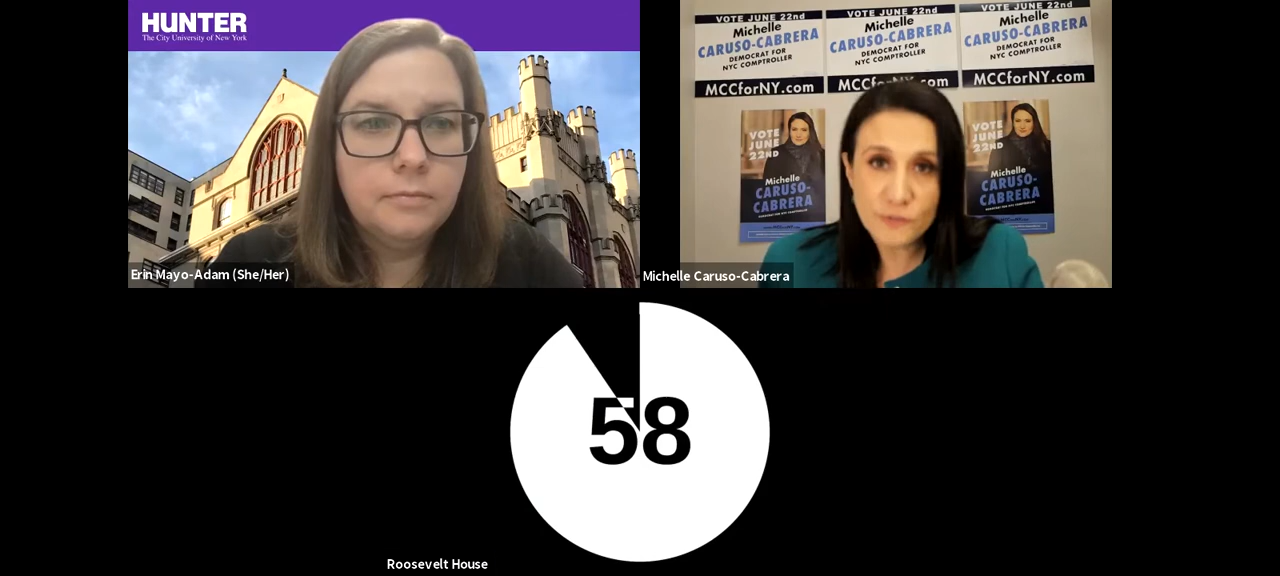 HUNTER
The City University of New York
Erin Mayo-Adam (She/Her)
VOTE JUNE 22nd
Michelle
CARUSO-CABRERA
DEMOCRAT FOR
NYC COMPTROLLER
MCCforNY.com
VOTE JUNE 22nd
Michelle
CARUSO-CABRERA
DEMOCRAT FOR
NYC COMPTROLLER
MCCforNY.com
VOTE JUNE 22nd
Michelle
CARUSO-CABRERA
DEMOCRAT FOR
NYC COMPTROLLER
MCCforNY.com
VOTE
JUNE
22ND
Michelle
CARUSO-
CABRERA
VOTE
JUNE
22ND
Michelle
CARUSO-
CABRERA
Michelle Caruso-Cabrera
58
Roosevelt House